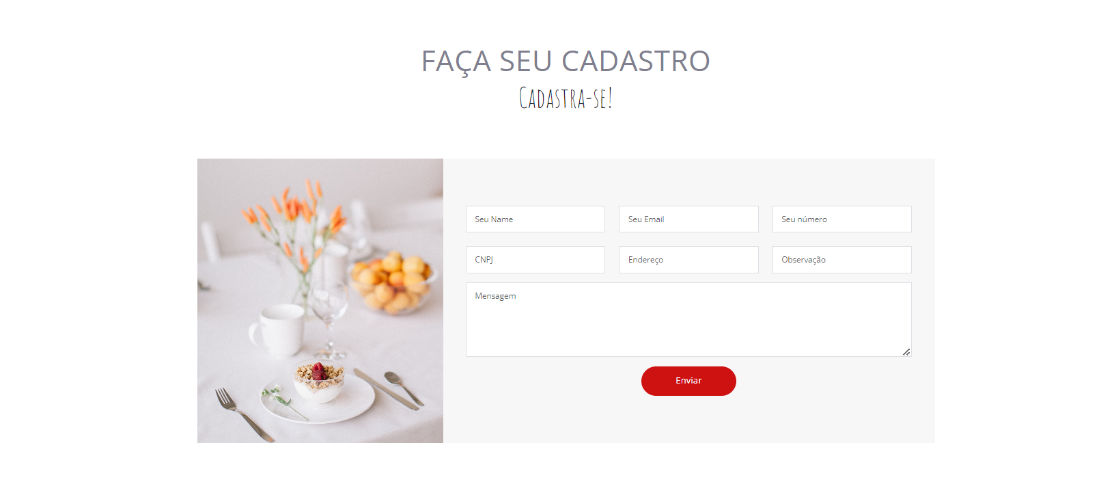 FAÇA SEU CADASTRO
Cadastra-se!
Seu Name
Seu Email
Seu número
CNPJ
Endereço
Observação
Mensagem
Enviar